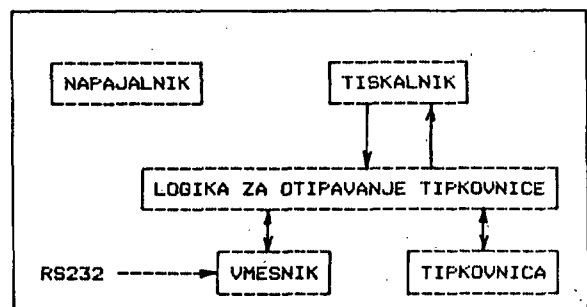 NAPAJALNIK
TISKALNIK
LOGIKA ZA OTIPAVANJE TIPKOVNICE
RS232
VMESNIK
TIPKOVNICA